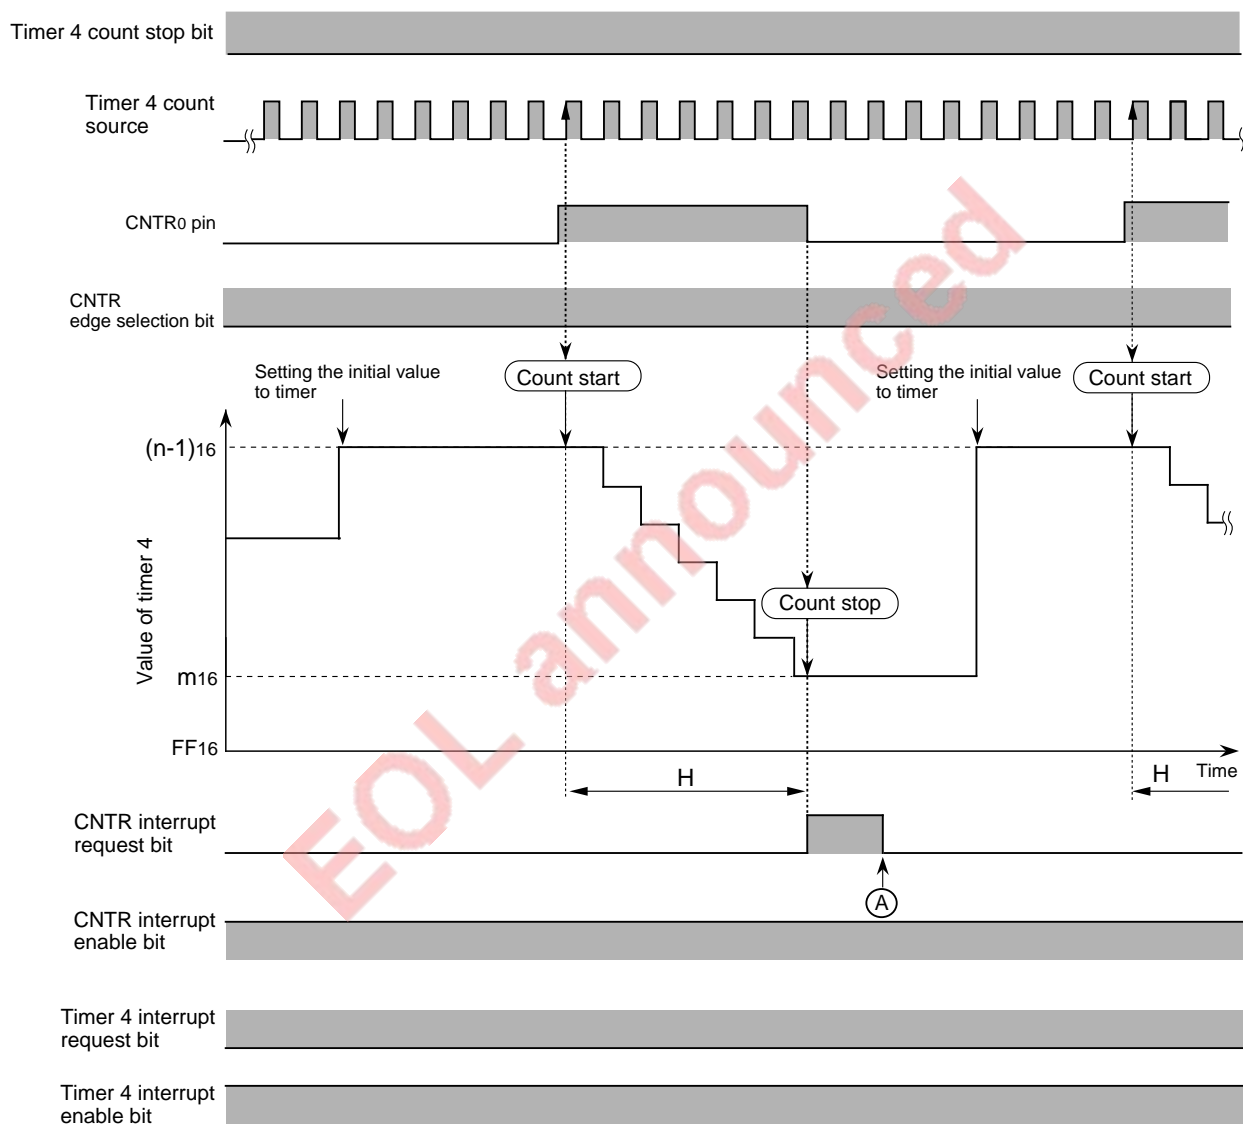 Timer 4 count stop bit
Timer 4 count
source
CNTR0 pin
CNTR
edge selection bit
Setting the initial value
to timer
Count start
Setting the initial value
to timer
Count start
(n-1)16
Value of timer 4
Count stop
m16
FF16
H
H
Time
CNTR interrupt
request bit
A
CNTR interrupt
enable bit
Timer 4 interrupt
request bit
Timer 4 interrupt
enable bit
EOL announced